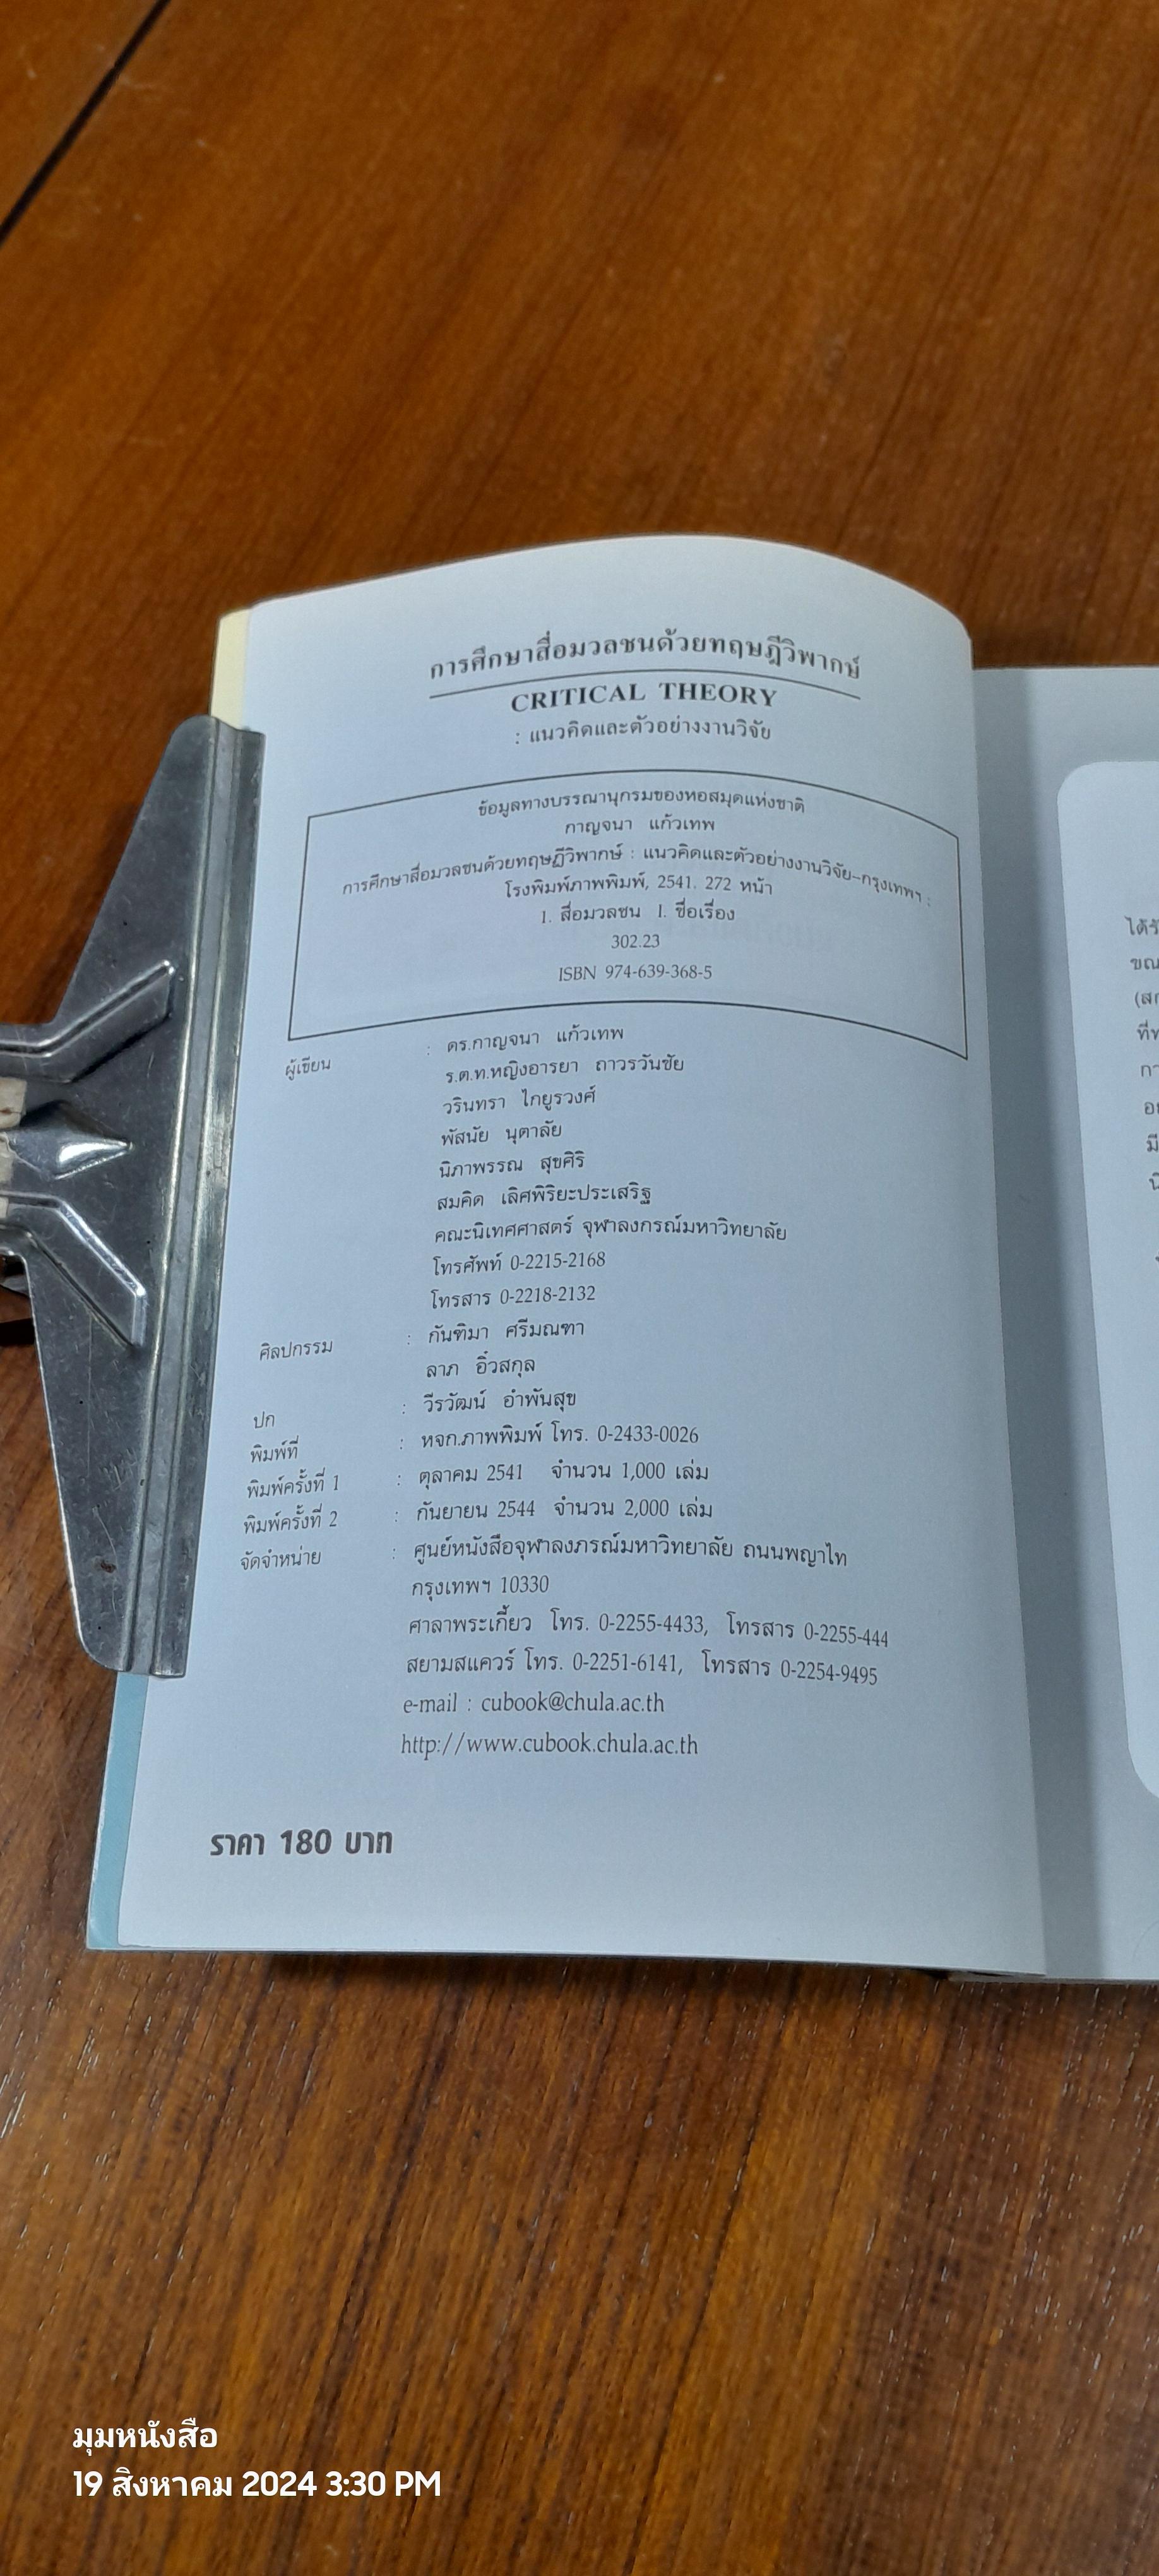 การศึกษาสื่อมวลชนด้วยทฤษฎีวิพากษ์
CRITICAL THEORY
: แนวคิดและตัวอย่างงานวิจัย
ข้อมูลทางบรรณานุกรมของหอสมุดแห่งชาติ
กาญจนา แก้วเทพ
การศึกษาสื่อมวลชนด้วยทฤษฎีวิพากษ์ : แนวคิดและตัวอย่างงานวิจัย-กรุงเทพฯ :
โรงพิมพ์ภาพพิมพ์, 2541. 272 หน้า
1. สื่อมวลชน I. ชื่อเรื่อง
302.23
ISBN 974-639-368-5
ผู้เขียน : ดร.กาญจนา แก้วเทพ
ร.ต.ท.หญิงอารยา ถาวรวันชัย
วรินทรา ไกยูรวงศ์
พัสนัย นุตาลัย
นิภาพรรณ สุขศิริ
สมคิด เลิศพิริยะประเสริฐ
คณะนิเทศศาสตร์ จุฬาลงกรณ์มหาวิทยาลัย
โทรศัพท์ 0-2215-2168
โทรสาร 0-2218-2132
ศิลปกรรม : กันฑิมา ศรีมณฑา
ลาภ อิ๋วสกุล
ปก : วีรวัฒน์ อำพันสุข
พิมพ์ที่ : หจก.ภาพพิมพ์ โทร. 0-2433-0026
พิมพ์ครั้งที่ 1 : ตุลาคม 2541 จำนวน 1,000 เล่ม
พิมพ์ครั้งที่ 2 : กันยายน 2544 จำนวน 2,000 เล่ม
จัดจำหน่าย : ศูนย์หนังสือจุฬาลงกรณ์มหาวิทยาลัย ถนนพญาไท
กรุงเทพฯ 10330
ศาลาพระเกี้ยว โทร. 0-2255-4433, โทรสาร 0-2255-444
สยามสแควร์ โทร. 0-2251-6141, โทรสาร 0-2254-9495
e-mail : cubook@chula.ac.th
http://www.cubook.chula.ac.th
ราคา 180 บาท
มุมหนังสือ
19 สิงหาคม 2024 3:30 PM